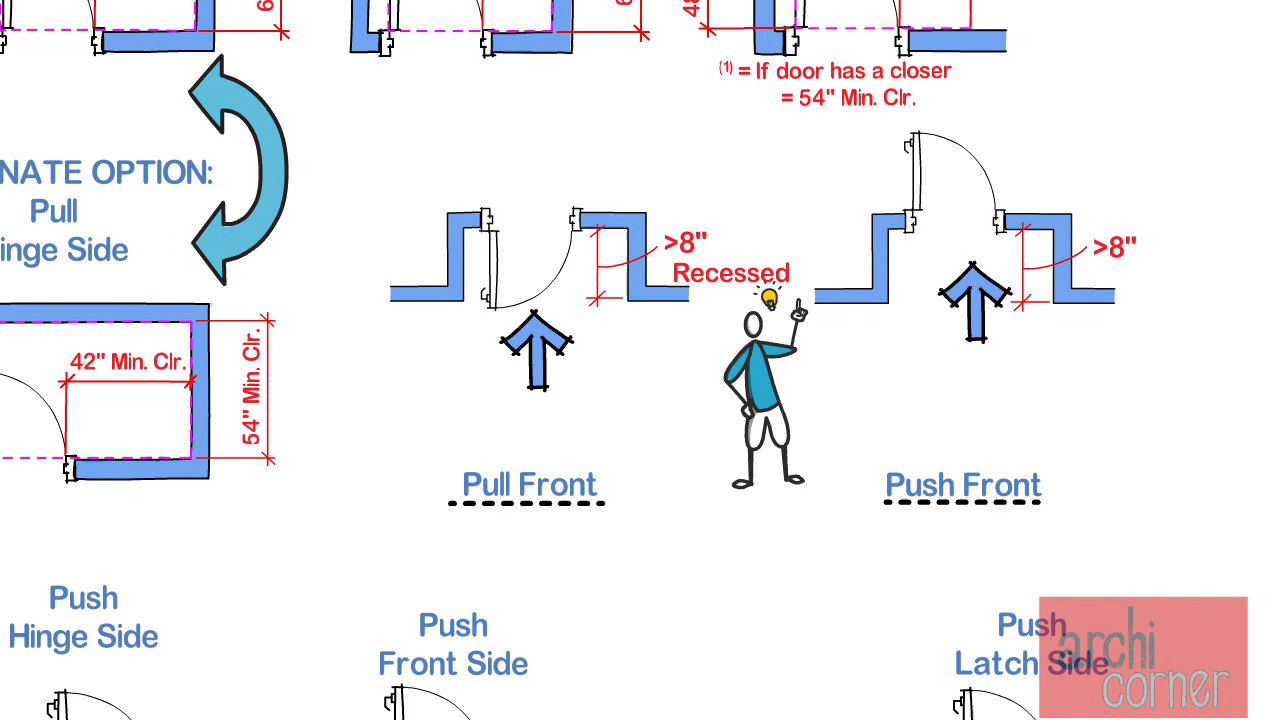 (1) = If door has a closer
= 54" Min. Clr.
NATE OPTION:
Pull
inge Side
>8"
Recessed
>8"
42" Min. Clr.
54" Min. Clr.
Pull Front
Push Front
Push
Hinge Side
Push
Front Side
Push
Latch Side
archi
corner